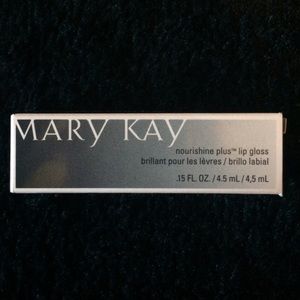 MARY KAY
nourishine plus™ lip gloss
brillant pour les lèvres / brillo labial
.15 FL. OZ. / 4.5 mL / 4,5 mL